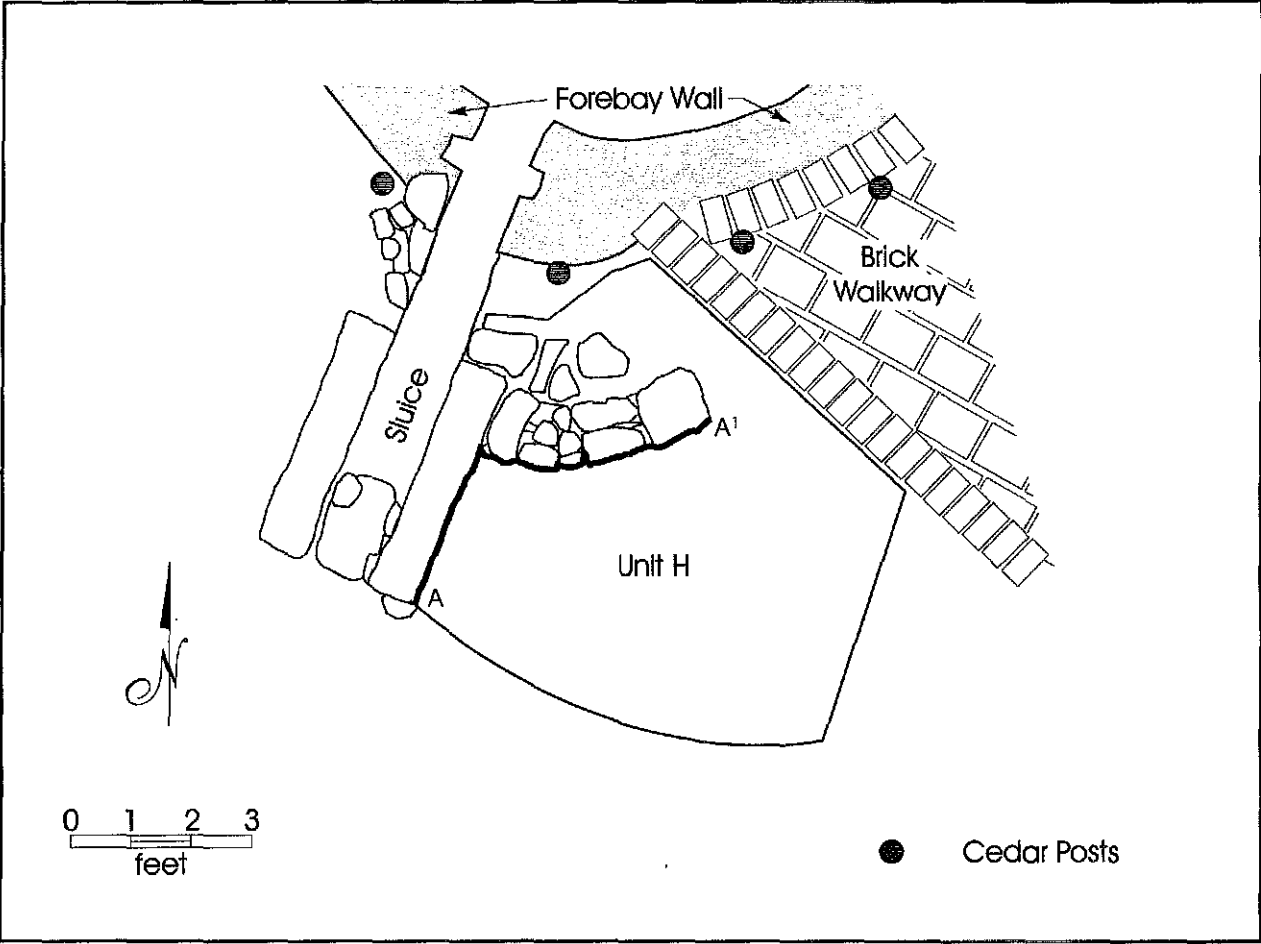 Forebay Wall
Brick
Walkway
Sluice
A¹
Unit H
A
N
0 1 2 3
feet
Cedar Posts